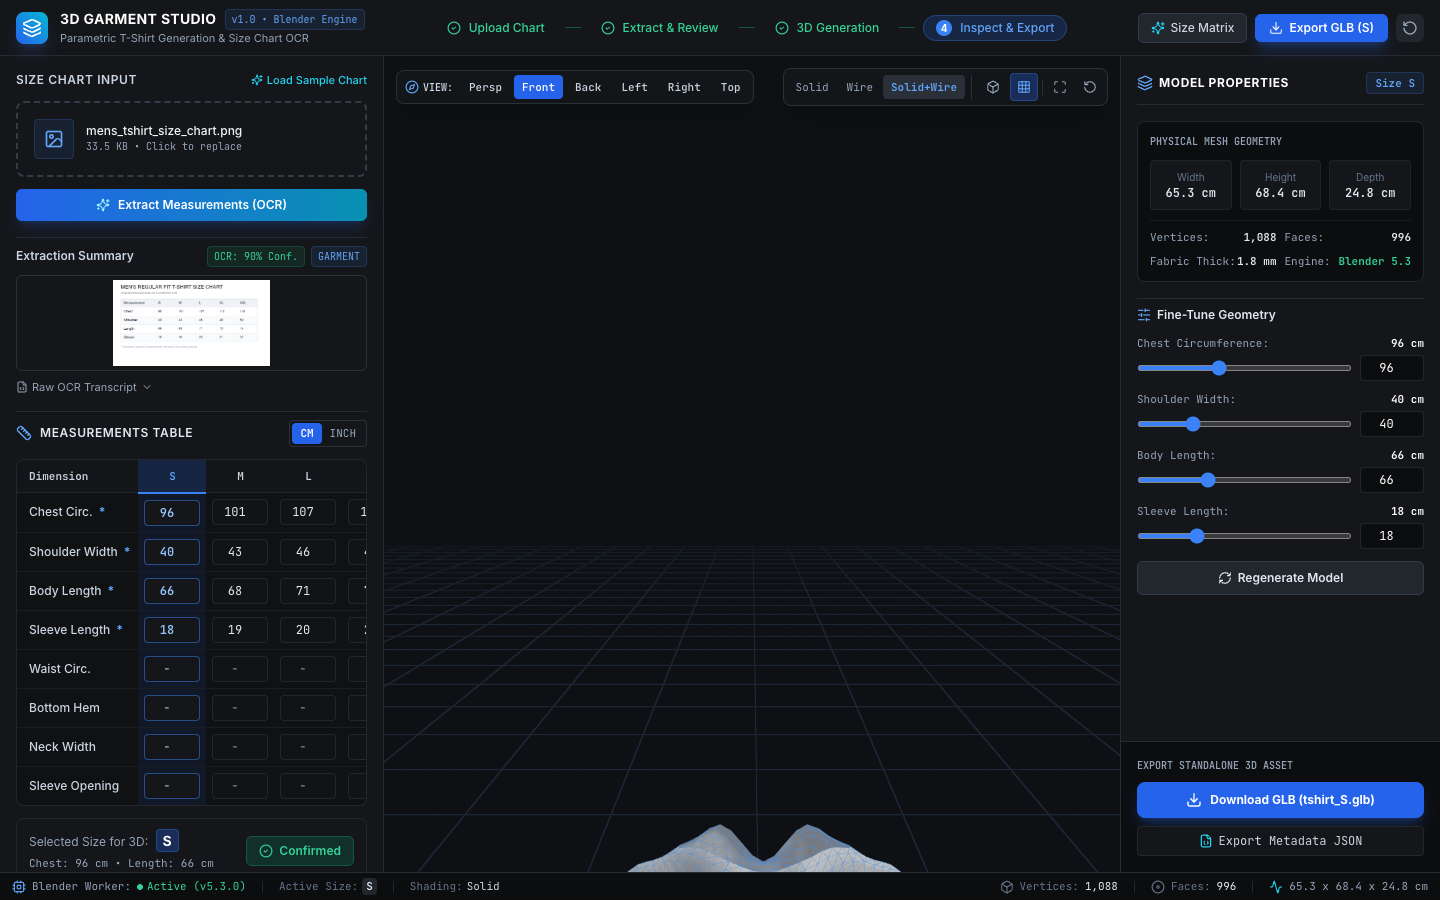 3D GARMENT STUDIO
v1.0 • Blender Engine
Parametric T-Shirt Generation & Size Chart OCR
Upload Chart
Extract & Review
3D Generation
4 Inspect & Export
Size Matrix
Export GLB (S)
SIZE CHART INPUT
Load Sample Chart
mens_tshirt_size_chart.png
33.5 KB • Click to replace
Extract Measurements (OCR)
Extraction Summary
OCR: 90% Conf.
GARMENT
MEN'S REGULAR FIT T-SHIRT SIZE CHART
Raw OCR Transcript
MEASUREMENTS TABLE
CM INCH
Dimension S M L
Chest Circ. * 96 101 107 1
Shoulder Width * 40 43 46
Body Length * 66 68 71
Sleeve Length * 18 19 20
Waist Circ. - - -
Bottom Hem - - -
Neck Width - - -
Sleeve Opening - - -
Selected Size for 3D: S
Chest: 96 cm • Length: 66 cm
Confirmed
VIEW: Persp Front Back Left Right Top
Solid Wire Solid+Wire
MODEL PROPERTIES
Size S
PHYSICAL MESH GEOMETRY
Width Height Depth
65.3 cm 68.4 cm 24.8 cm
Vertices: 1,088 Faces: 996
Fabric Thick: 1.8 mm Engine: Blender 5.3
Fine-Tune Geometry
Chest Circumference: 96 cm
96
Shoulder Width: 40 cm
40
Body Length: 66 cm
66
Sleeve Length: 18 cm
18
Regenerate Model
EXPORT STANDALONE 3D ASSET
Download GLB (tshirt_S.glb)
Export Metadata JSON
Blender Worker: Active (v5.3.0)
Active Size: S
Shading: Solid
Vertices: 1,088
Faces: 996
65.3 x 68.4 x 24.8 cm